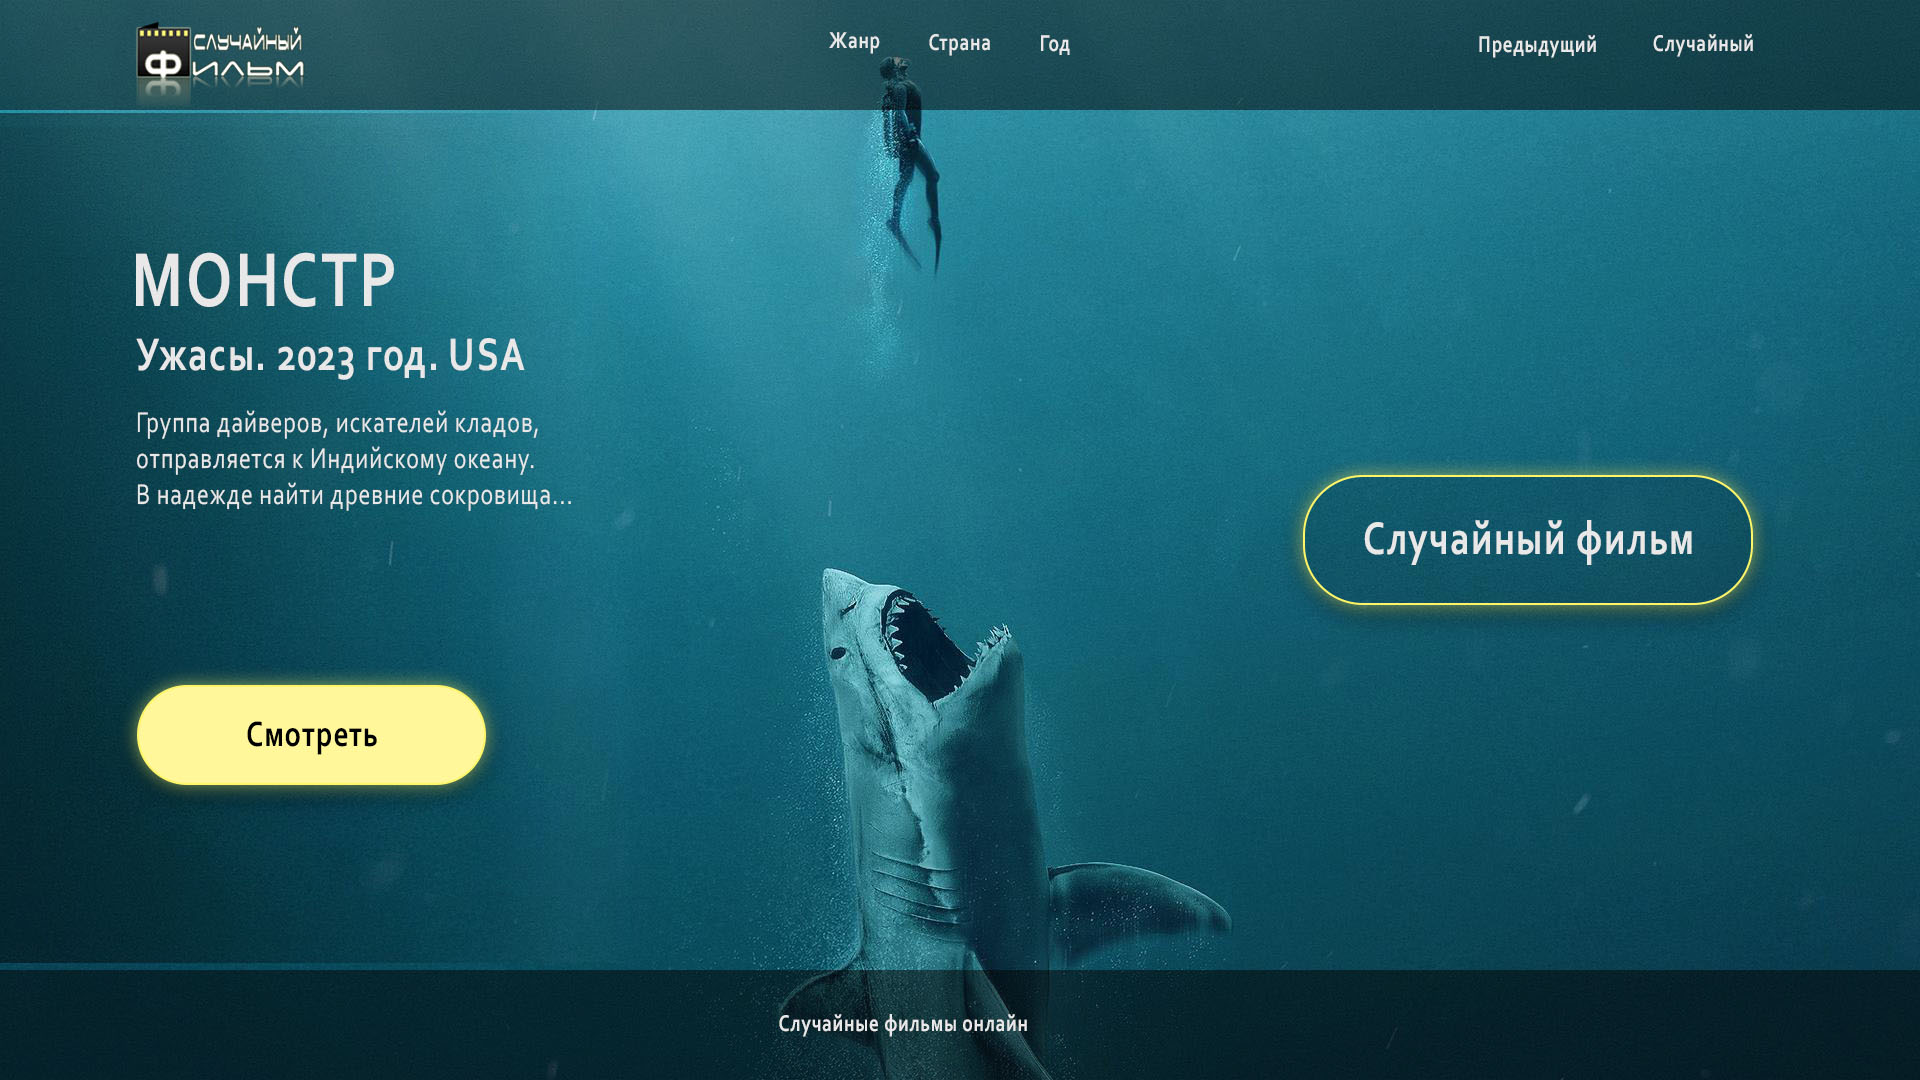 СЛУЧАЙНЫЙ
ФИЛЬМ
Жанр
Страна
Год
Предыдущий
Случайный
МОНСТР
Ужасы. 2023 год. USA
Группа дайверов, искателей кладов,
отправляется к Индийскому океану.
В надежде найти древние сокровища...
Случайный фильм
Смотреть
Случайные фильмы онлайн